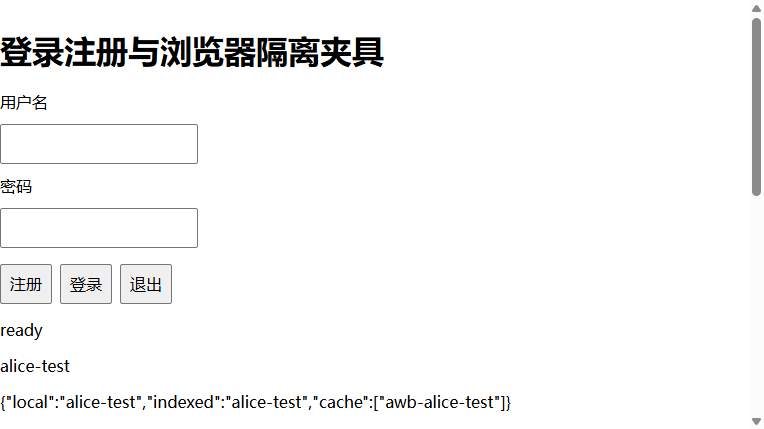 登录注册与浏览器隔离夹具
用户名
密码
注册 登录 退出
ready
alice-test
{"local":"alice-test","indexed":"alice-test","cache":["awb-alice-test"]}